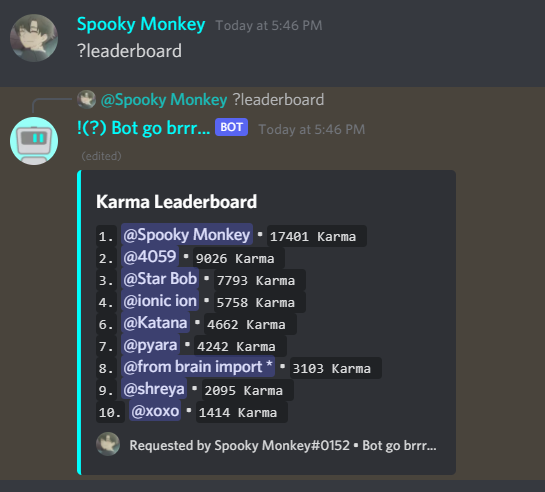 Spooky Monkey Today at 5:46 PM
?leaderboard
@Spooky Monkey ?leaderboard
!(?) Bot go brrr... BOT Today at 5:46 PM
(edited)
Karma Leaderboard
1. @Spooky Monkey • 17401 Karma
2. @4059 • 9026 Karma
3. @Star Bob • 7793 Karma
4. @ionic ion • 5758 Karma
6. @Katana • 4662 Karma
7. @pyara • 4242 Karma
8. @from brain import * • 3103 Karma
9. @shreya • 2095 Karma
10. @xoxo • 1414 Karma
Requested by Spooky Monkey#0152 • Bot go brrr...